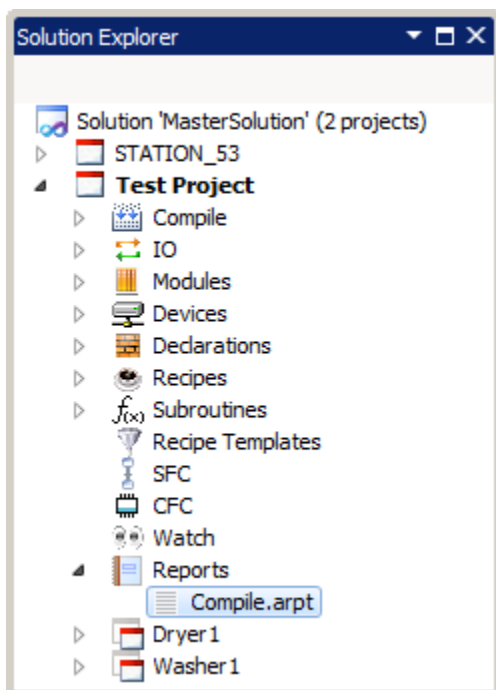 Solution Explorer
Solution 'MasterSolution' (2 projects)
STATION_53
Test Project
Compile
IO
Modules
Devices
Declarations
Recipes
f(x) Subroutines
Recipe Templates
SFC
CFC
Watch
Reports
Compile.arpt
Dryer1
Washer1